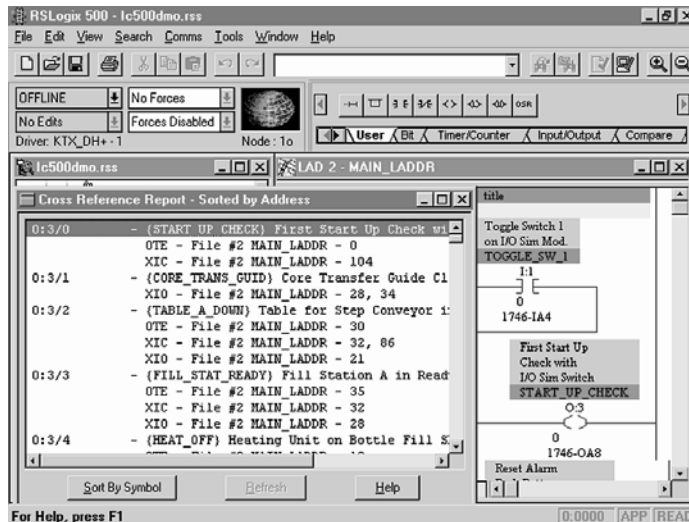 RSLogix 500 - lc500dmo.rss
File Edit View Search Comms Tools Window Help
OFFLINE No Forces
No Edits Forces Disabled
Driver: KTX_DH+ - 1 Node : 1o
OSR
User Bit Timer/Counter Input/Output Compare
lc500dmo.rss
LAD 2 - MAIN_LADDR
Cross Reference Report - Sorted by Address
O:3/0 - {START_UP_CHECK} First Start Up Check wi
OTE - File #2 MAIN_LADDR - 0
XIC - File #2 MAIN_LADDR - 104
O:3/1 - {CORE_TRANS_GUID} Core Transfer Guide Cl
XIO - File #2 MAIN_LADDR - 28, 34
O:3/2 - {TABLE_A_DOWN} Table for Step Conveyor i
OTE - File #2 MAIN_LADDR - 30
XIC - File #2 MAIN_LADDR - 32, 86
XIO - File #2 MAIN_LADDR - 21
O:3/3 - {FILL_STAT_READY} Fill Station A in Read
OTE - File #2 MAIN_LADDR - 35
XIC - File #2 MAIN_LADDR - 32
XIO - File #2 MAIN_LADDR - 28
O:3/4 - {HEAT_OFF} Heating Unit on Bottle Fill S
Sort By Symbol Refresh Help
title
Toggle Switch 1
on I/O Sim Mod.
TOGGLE_SW_1
I:1
0
1746-IA4
First Start Up
Check with
I/O Sim Switch
START_UP_CHECK
O:3
0
1746-OA8
Reset Alarm
For Help, press F1 0:0000 APP READ